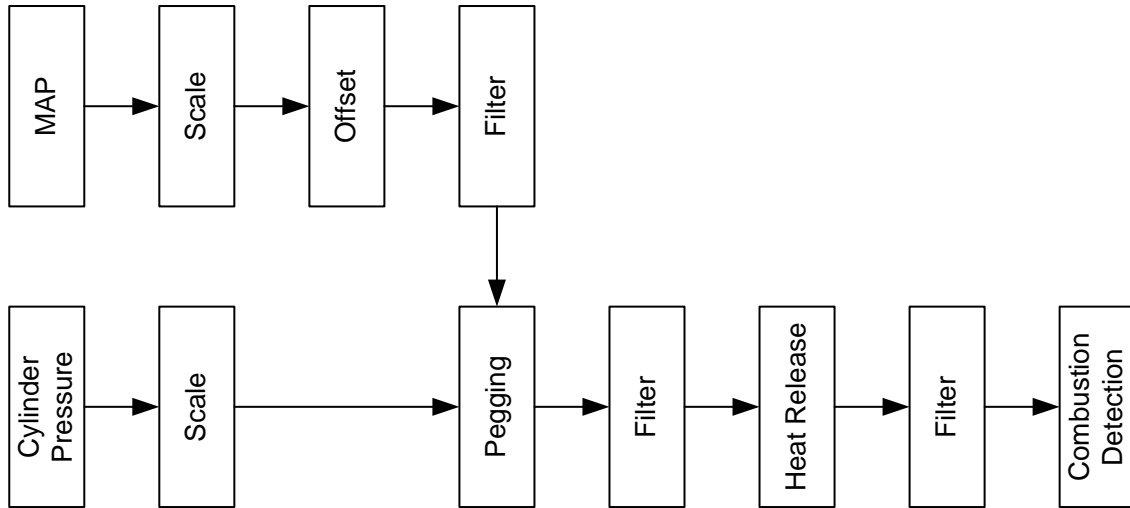 MAP
Scale
Offset
Filter
Cylinder
Pressure
Scale
Pegging
Filter
Heat Release
Filter
Combustion
Detection